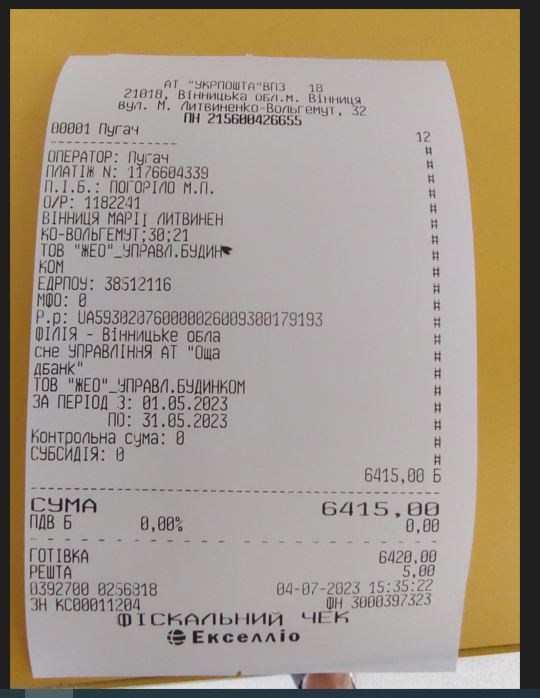 АТ "УКРПОШТА"ВПЗ 18
21018, Вінницька обл.м. Вінниця
вул. М. Литвиненко-Вольгемут, 32
ПН 215600426655
00001 Пугач 12
ОПЕРАТОР: Пугач #
ПЛАТІЖ N: 1176604339 #
П.І.Б.: ПОГОРІЛО М.П. #
О/Р: 1182241 #
ВІННИЦЯ МАРІЇ ЛИТВИНЕН #
КО-ВОЛЬГЕМУТ;30;21 #
ТОВ "ЖЕО"_УПРАВЛ.БУДИН #
КОМ #
ЕДРПОУ: 38512116 #
МФО: 0 #
Р.р: UA593020760000026009300179193 #
ФІЛІЯ - Вінницьке обла #
сне УПРАВЛІННЯ АТ "Оща #
дбанк" #
ТОВ "ЖЕО"_УПРАВЛ.БУДИНКОМ #
ЗА ПЕРІОД З: 01.05.2023 #
ПО: 31.05.2023 #
Контрольна сума: 0 #
СУБСИДІЯ: 0 #
6415,00 Б
СУМА 6415,00
ПДВ Б 0,00% 0,00
ГОТІВКА 6420,00
РЕШТА 5,00
0392700 0256818 04-07-2023 15:35:22
ЗН КС00011204 ФН 3000397323
ФІСКАЛЬНИЙ ЧЕК
Екселліо